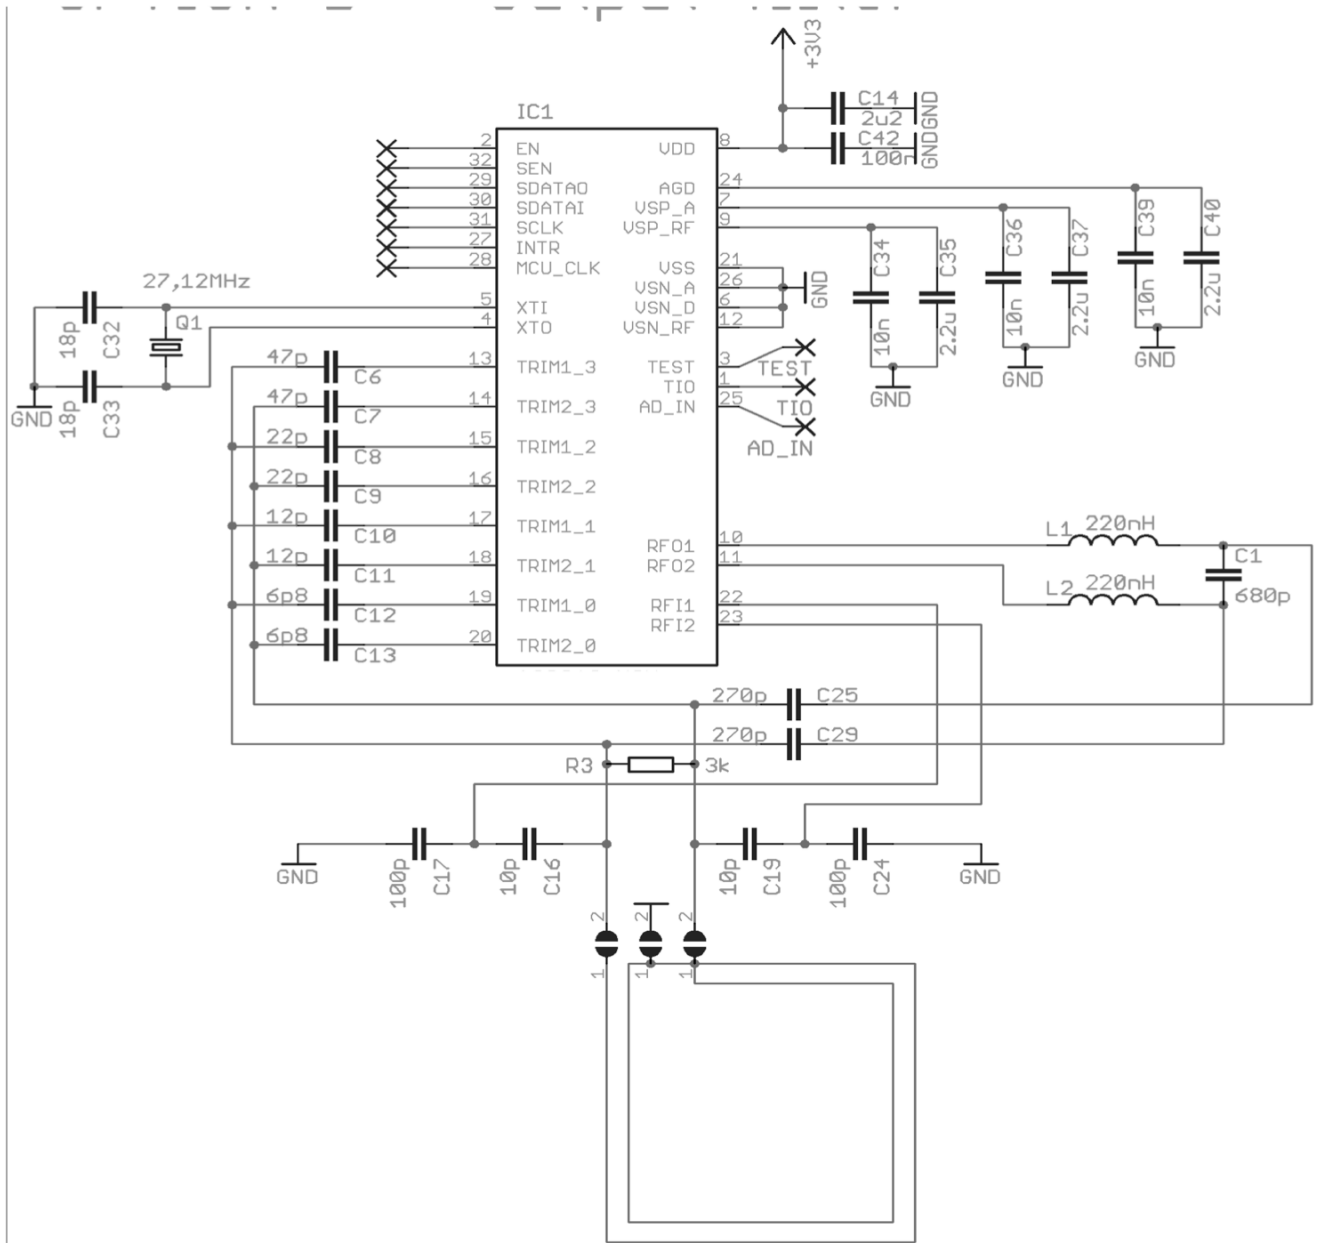 +3V3
IC1
C14
2u2
GND
C42
100n
GND
2 EN
32 SEN
29 SDATAO
30 SDATAI
31 SCLK
27 INTR
28 MCU_CLK
5 XTI
4 XTO
13 TRIM1_3
14 TRIM2_3
15 TRIM1_2
16 TRIM2_2
17 TRIM1_1
18 TRIM2_1
19 TRIM1_0
20 TRIM2_0
VDD 8
AGD 24
VSP_A 7
VSP_RF 9
VSS 21
VSN_A 26
VSN_D 6
VSN_RF 12
TEST 3
TIO 1
AD_IN 25
RFO1 10
RFO2 11
RFI1 22
RFI2 23
GND
TEST
TIO
AD_IN
C34
10n
C35
2.2u
GND
C36
10n
C37
2.2u
GND
C39
10n
C40
2.2u
GND
27,12MHz
Q1
18p
C32
18p
C33
GND
47p C6
47p C7
22p C8
22p C9
12p C10
12p C11
6p8 C12
6p8 C13
L1 220nH
L2 220nH
C1
680p
270p C25
270p C29
R3 3k
GND
100p
C17
10p
C16
10p
C19
100p
C24
GND
2
2
2
1
1
1